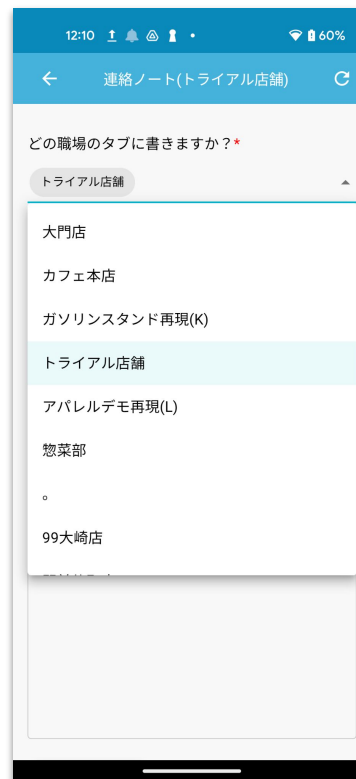 12:10
60%
連絡ノート(トライアル店舗)
どの職場のタブに書きますか？*
トライアル店舗
大門店
カフェ本店
ガソリンスタンド再現(K)
トライアル店舗
アパレルデモ再現(L)
惣菜部
。
99大崎店